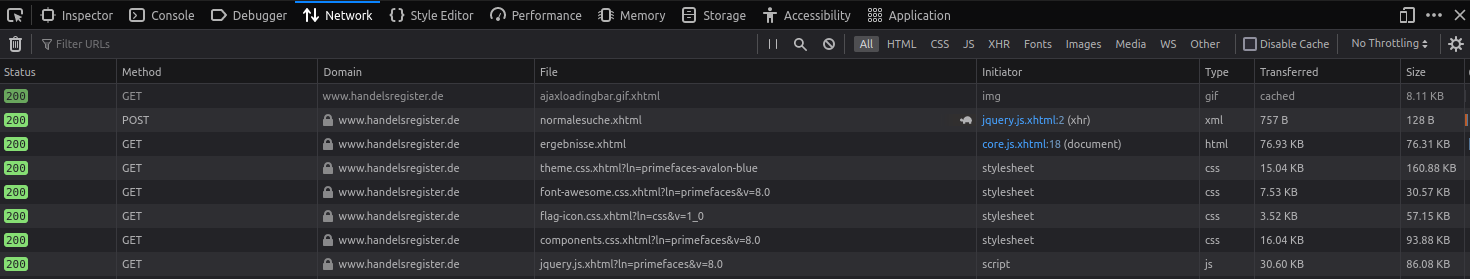 Inspector Console Debugger Network Style Editor Performance Memory Storage Accessibility Application
Filter URLs All HTML CSS JS XHR Fonts Images Media WS Other Disable Cache No Throttling
Status Method Domain File Initiator Type Transferred Size
200 GET www.handelsregister.de ajaxloadingbar.gif.xhtml img gif cached 8.11 KB
200 POST www.handelsregister.de normalesuche.xhtml jquery.js.xhtml:2 (xhr) xml 757 B 128 B
200 GET www.handelsregister.de ergebnisse.xhtml core.js.xhtml:18 (document) html 76.93 KB 76.31 KB
200 GET www.handelsregister.de theme.css.xhtml?ln=primefaces-avalon-blue stylesheet css 15.04 KB 160.88 KB
200 GET www.handelsregister.de font-awesome.css.xhtml?ln=primefaces&v=8.0 stylesheet css 7.53 KB 30.57 KB
200 GET www.handelsregister.de flag-icon.css.xhtml?ln=css&v=1_0 stylesheet css 3.52 KB 57.15 KB
200 GET www.handelsregister.de components.css.xhtml?ln=primefaces&v=8.0 stylesheet css 16.04 KB 93.88 KB
200 GET www.handelsregister.de jquery.js.xhtml?ln=primefaces&v=8.0 script js 30.60 KB 86.08 KB